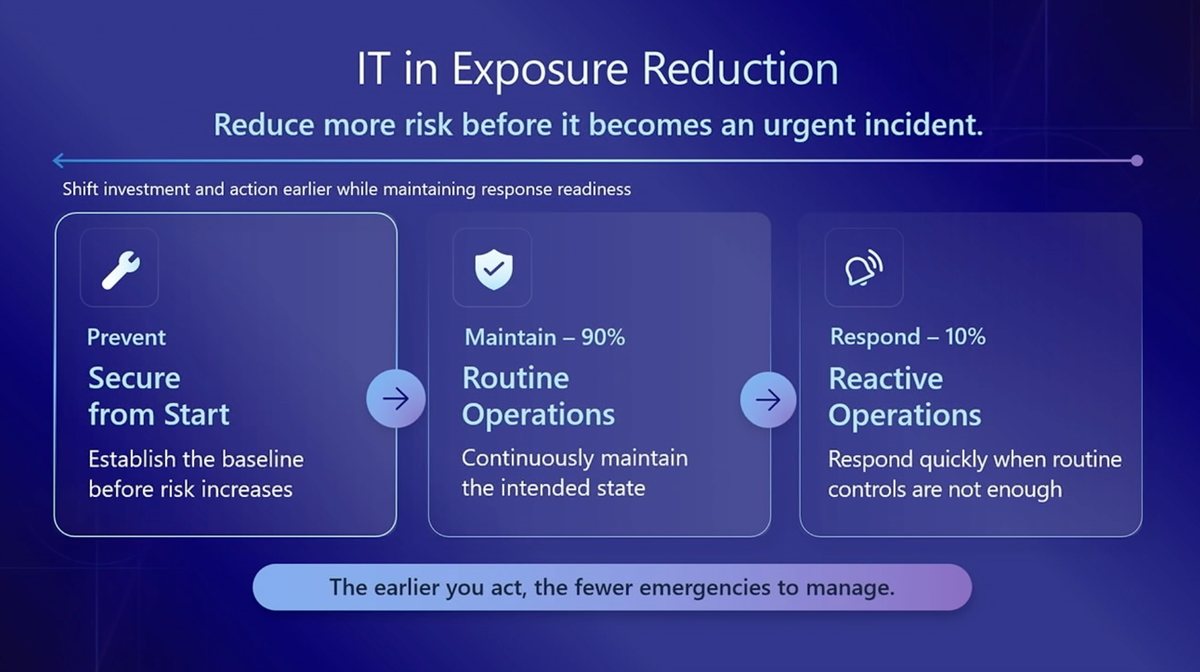 IT in Exposure Reduction
Reduce more risk before it becomes an urgent incident.
Shift investment and action earlier while maintaining response readiness
Prevent
Secure
from Start
Establish the baseline
before risk increases
Maintain – 90%
Routine
Operations
Continuously maintain
the intended state
Respond – 10%
Reactive
Operations
Respond quickly when routine
controls are not enough
The earlier you act, the fewer emergencies to manage.